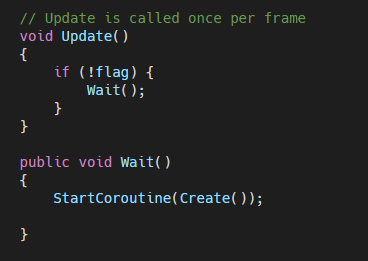 // Update is called once per frame
void Update()
{
    if (!flag) {
        Wait();
    }
}

public void Wait()
{
    StartCoroutine(Create());

}